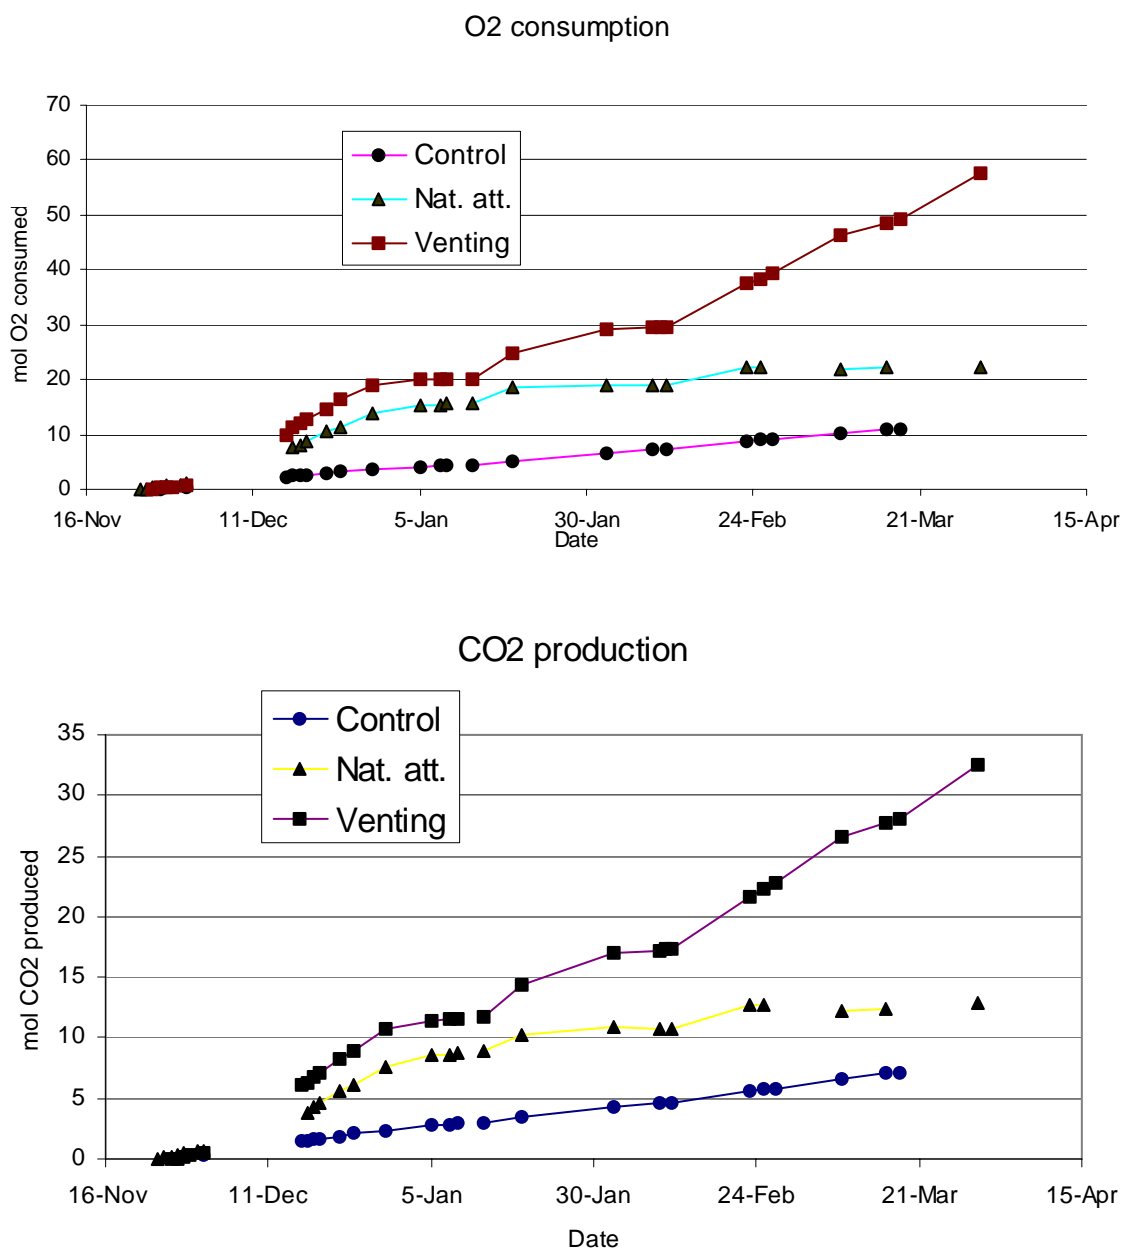 O2 consumption
70
60
50
40
30
20
10
0
mol O2 consumed
Control
Nat. att.
Venting
16-Nov 11-Dec 5-Jan 30-Jan 24-Feb 21-Mar 15-Apr
Date
CO2 production
35
30
25
20
15
10
5
0
mol CO2 produced
Control
Nat. att.
Venting
16-Nov 11-Dec 5-Jan 30-Jan 24-Feb 21-Mar 15-Apr
Date